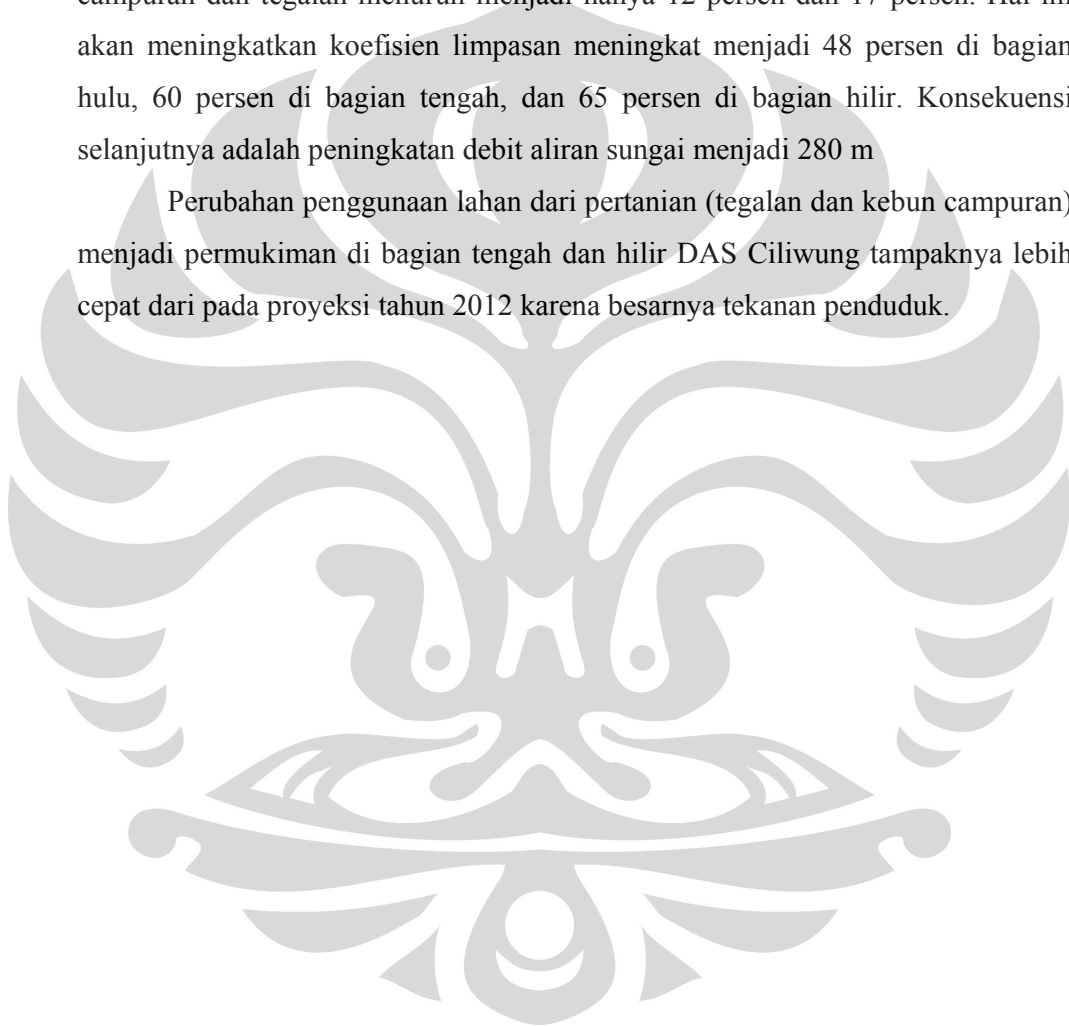 campuran dan tegalan menurun menjadi hanya 12 persen dan 17 persen. Hal ini
akan meningkatkan koefisien limpasan meningkat menjadi 48 persen di bagian
hulu, 60 persen di bagian tengah, dan 65 persen di bagian hilir. Konsekuensi
selanjutnya adalah peningkatan debit aliran sungai menjadi 280 m
Perubahan penggunaan lahan dari pertanian (tegalan dan kebun campuran)
menjadi permukiman di bagian tengah dan hilir DAS Ciliwung tampaknya lebih
cepat dari pada proyeksi tahun 2012 karena besarnya tekanan penduduk.